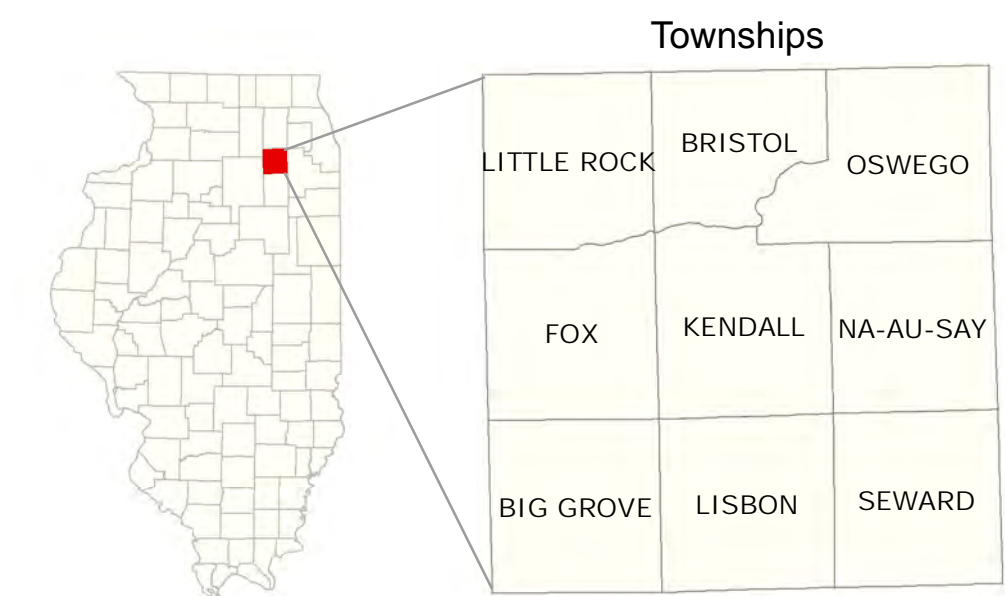 Townships
LITTLE ROCK
BRISTOL
OSWEGO
FOX
KENDALL
NA-AU-SAY
BIG GROVE
LISBON
SEWARD